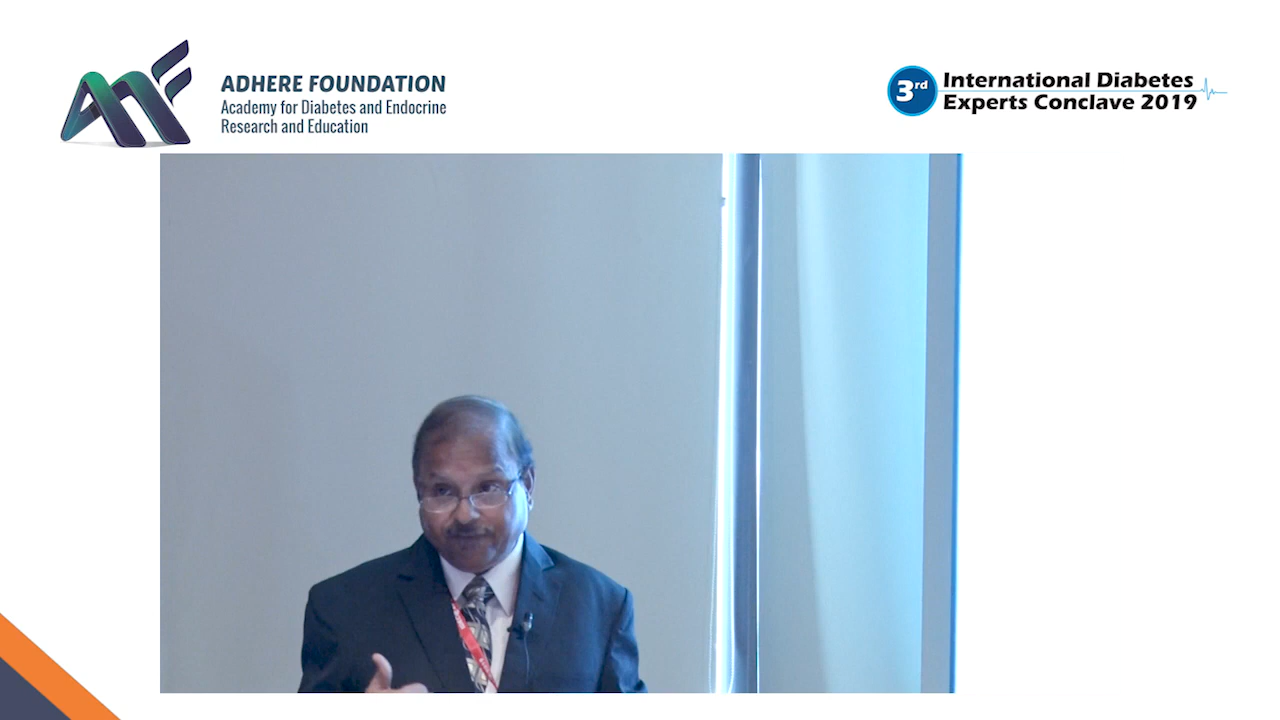 ADHERE FOUNDATION
Academy for Diabetes and Endocrine
Research and Education
3rd
International Diabetes
Experts Conclave 2019